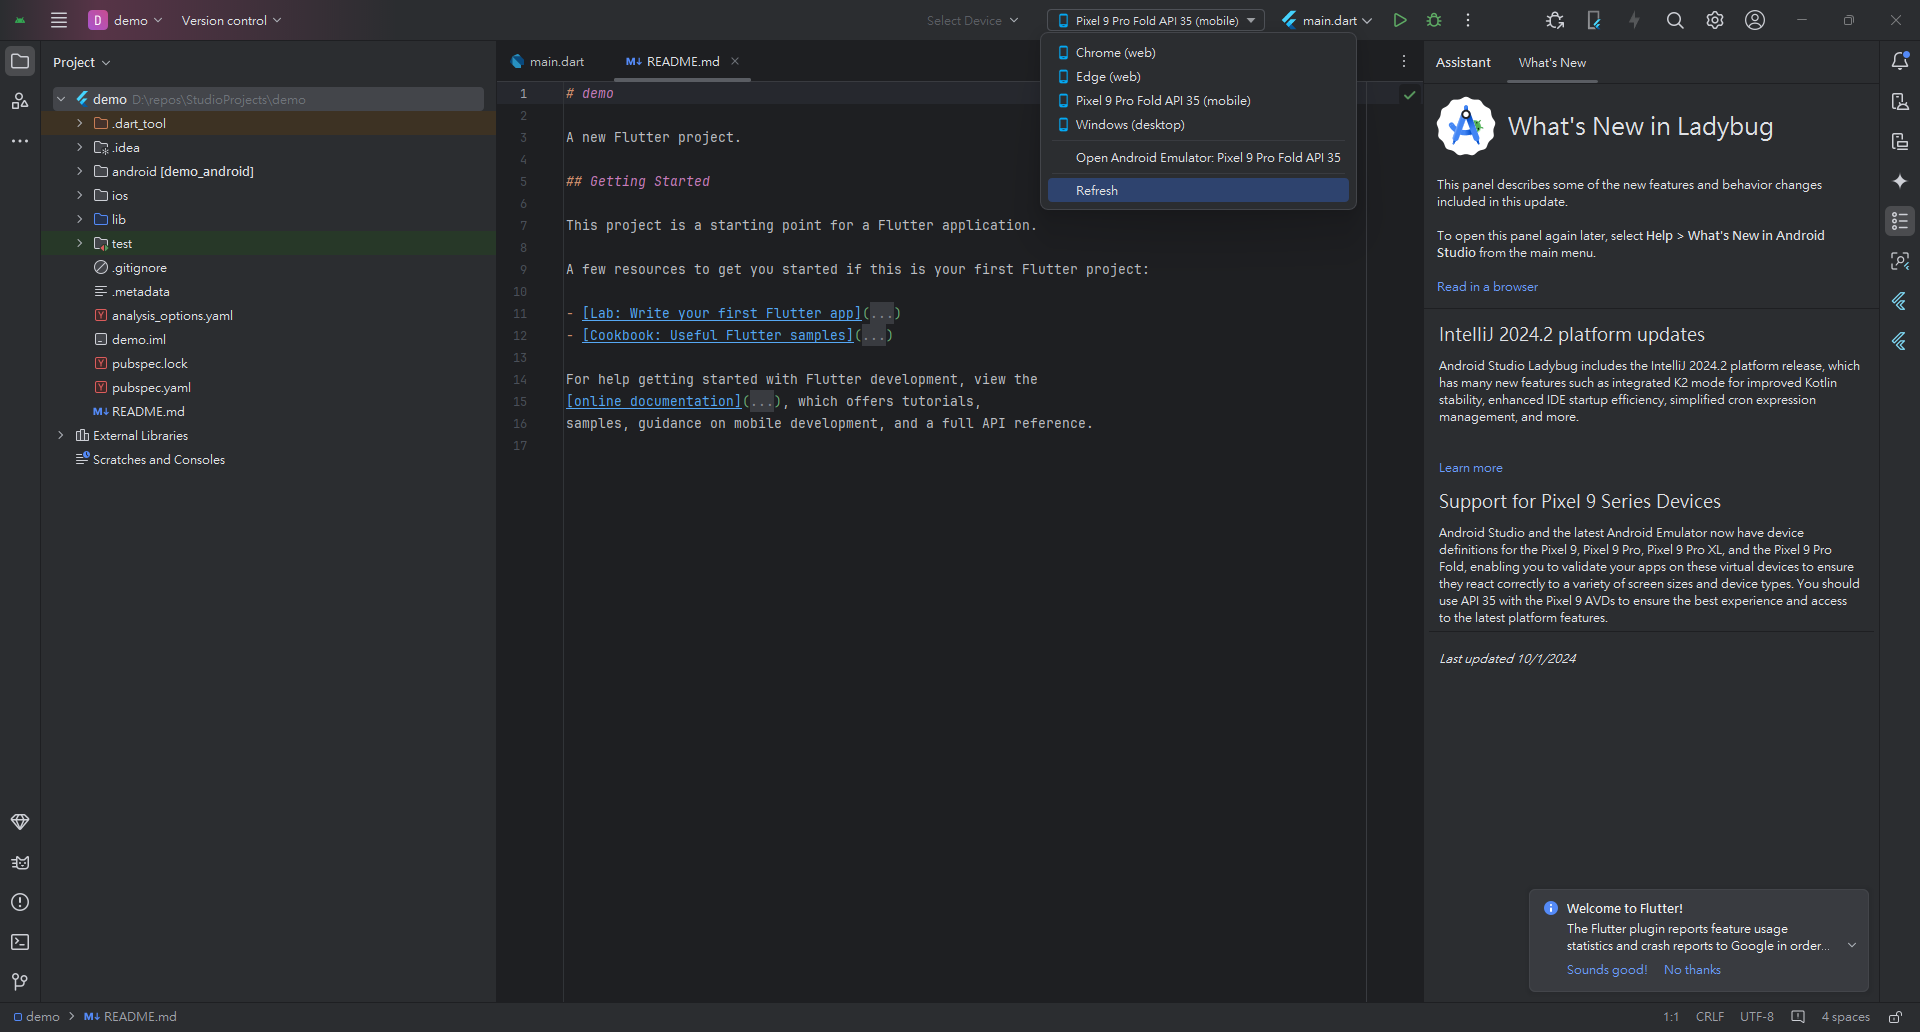 D demo Version control Select Device Pixel 9 Pro Fold API 35 (mobile) main.dart
Project
demo D:\repos\StudioProjects\demo
.dart_tool
.idea
android [demo_android]
ios
lib
test
.gitignore
.metadata
analysis_options.yaml
demo.iml
pubspec.lock
pubspec.yaml
README.md
External Libraries
Scratches and Consoles
main.dart README.md
1 # demo
2
3 A new Flutter project.
4
5 ## Getting Started
6
7 This project is a starting point for a Flutter application.
8
9 A few resources to get you started if this is your first Flutter project:
10
11 - [Lab: Write your first Flutter app](...)
12 - [Cookbook: Useful Flutter samples](...)
13
14 For help getting started with Flutter development, view the
15 [online documentation](...), which offers tutorials,
16 samples, guidance on mobile development, and a full API reference.
17
Chrome (web)
Edge (web)
Pixel 9 Pro Fold API 35 (mobile)
Windows (desktop)
Open Android Emulator: Pixel 9 Pro Fold API 35
Refresh
Assistant What's New
What's New in Ladybug
This panel describes some of the new features and behavior changes
included in this update.
To open this panel again later, select Help > What's New in Android
Studio from the main menu.
Read in a browser
IntelliJ 2024.2 platform updates
Android Studio Ladybug includes the IntelliJ 2024.2 platform release, which
has many new features such as integrated K2 mode for improved Kotlin
stability, enhanced IDE startup efficiency, simplified cron expression
management, and more.
Learn more
Support for Pixel 9 Series Devices
Android Studio and the latest Android Emulator now have device
definitions for the Pixel 9, Pixel 9 Pro, Pixel 9 Pro XL, and the Pixel 9 Pro
Fold, enabling you to validate your apps on these virtual devices to ensure
they react correctly to a variety of screen sizes and device types. You should
use API 35 with the Pixel 9 AVDs to ensure the best experience and access
to the latest platform features.
Last updated 10/1/2024
Welcome to Flutter!
The Flutter plugin reports feature usage
statistics and crash reports to Google in order...
Sounds good! No thanks
demo > README.md
1:1 CRLF UTF-8 4 spaces